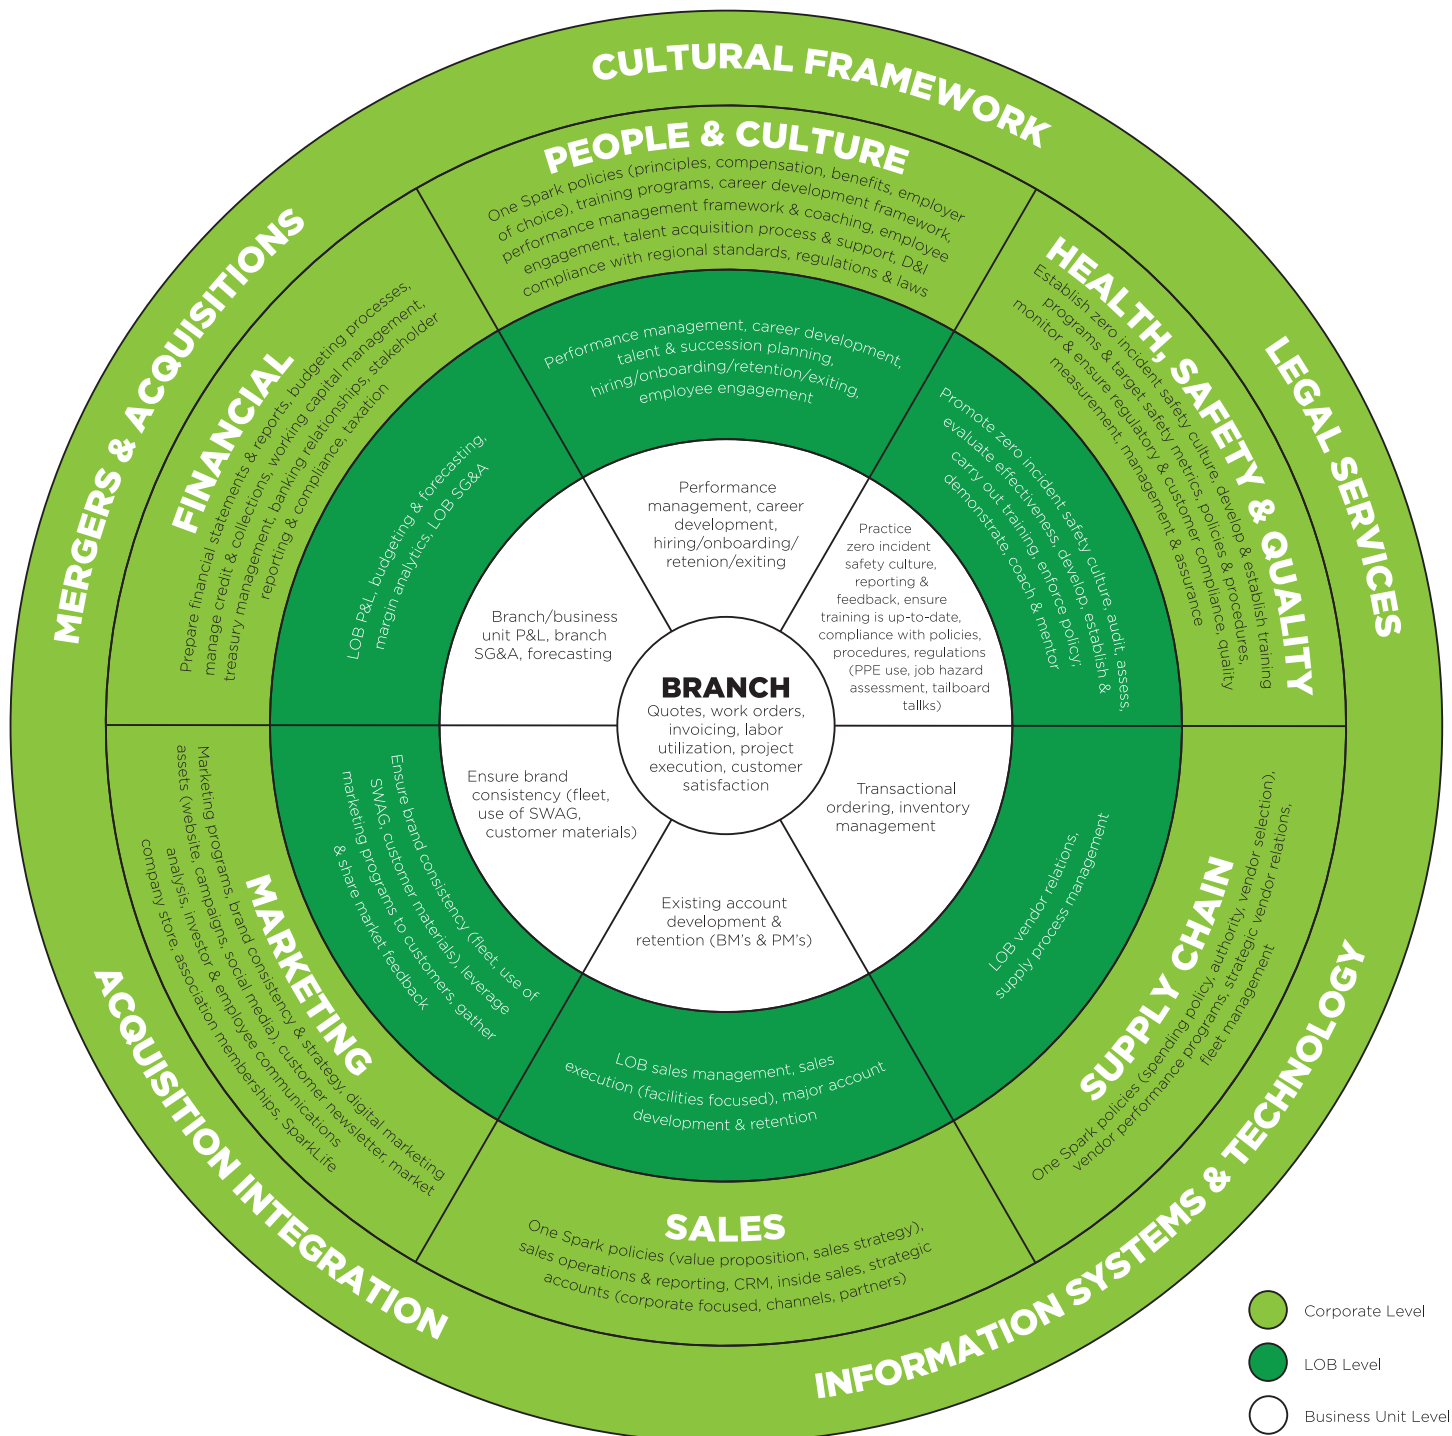 CULTURAL FRAMEWORK
PEOPLE & CULTURE
One Spark policies (principles, compensation, benefits, employer
of choice), training programs, career development framework,
performance management framework & coaching, employee
engagement, talent acquisition process & support, D&I
compliance with regional standards, regulations & laws
Performance management, career development,
talent & succession planning,
hiring/onboarding/retention/exiting,
employee engagement
Performance
management, career
development,
hiring/onboarding/
retenion/exiting
LEGAL SERVICES
HEALTH, SAFETY & QUALITY
Establish zero incident safety culture, develop & establish training
programs & target safety metrics, policies & procedures,
monitor & ensure regulatory & customer compliance, quality
measurement, management & assurance
Promote zero incident safety culture, audit, assess,
evaluate effectiveness, develop, establish &
carry out training, enforce policy;
demonstrate, coach & mentor
Practice
zero incident
safety culture,
reporting &
feedback, ensure
training is up-to-date,
compliance with policies,
procedures, regulations
(PPE use, job hazard
assessment, tailboard
tallks)
INFORMATION SYSTEMS & TECHNOLOGY
SUPPLY CHAIN
One Spark policies (spending policy, authority, vendor selection),
vendor performance programs, strategic vendor relations,
fleet management
LOB vendor relations,
supply process management
Transactional
ordering, inventory
management
SALES
One Spark policies (value proposition, sales strategy),
sales operations & reporting, CRM, inside sales, strategic
accounts (corporate focused, channels, partners)
LOB sales management, sales
execution (facilities focused), major account
development & retention
Existing account
development &
retention (BM's & PM's)
ACQUISITION INTEGRATION
MARKETING
Marketing programs, brand consistency & strategy, digital marketing
assets (website, campaigns, social media), customer newsletter, market
analysis, investor & employee communications
company store, association memberships, SparkLife
Ensure brand consistency (fleet, use of
SWAG, customer materials), leverage
marketing programs to customers, gather
& share market feedback
Ensure brand
consistency (fleet,
use of SWAG,
customer materials)
MERGERS & ACQUISITIONS
FINANCIAL
Prepare financial statements & reports, budgeting processes,
manage credit & collections, working capital management,
treasury management, banking relationships, stakeholder
reporting & compliance, taxation
LOB P&L, budgeting & forecasting,
margin analytics, LOB SG&A
Branch/business
unit P&L, branch
SG&A, forecasting
BRANCH
Quotes, work orders,
invoicing, labor
utilization, project
execution, customer
satisfaction
Corporate Level
LOB Level
Business Unit Level